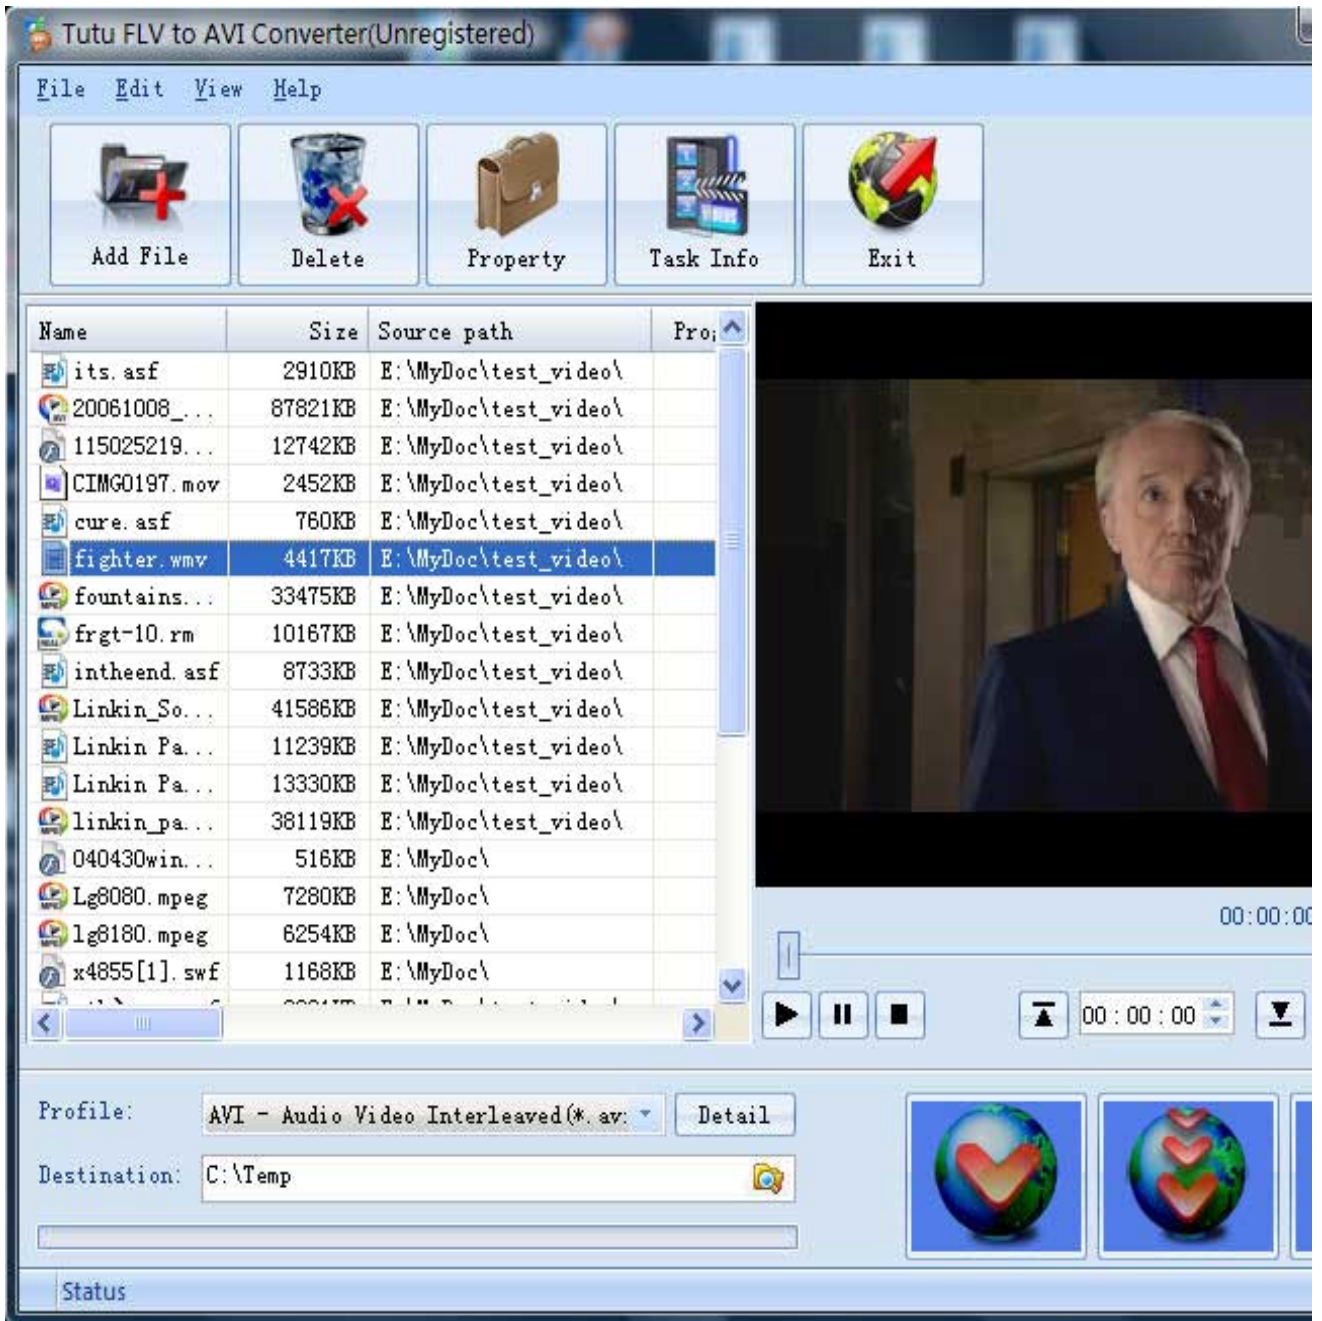 Tutu FLV to AVI Converter(Unregistered)
File Edit View Help
Add File Delete Property Task Info Exit
Name Size Source path
its.asf 2910KB E:\MyDoc\test_video\
20061008_... 87821KB E:\MyDoc\test_video\
115025219... 12742KB E:\MyDoc\test_video\
CIMG0197.mov 2452KB E:\MyDoc\test_video\
cure.asf 760KB E:\MyDoc\test_video\
fighter.wmv 4417KB E:\MyDoc\test_video\
fountains... 33475KB E:\MyDoc\test_video\
frgt-10.rm 10167KB E:\MyDoc\test_video\
intheend.asf 8733KB E:\MyDoc\test_video\
Linkin_So... 41586KB E:\MyDoc\test_video\
Linkin Pa... 11239KB E:\MyDoc\test_video\
Linkin Pa... 13330KB E:\MyDoc\test_video\
linkin_pa... 38119KB E:\MyDoc\test_video\
040430win... 516KB E:\MyDoc\
Lg8080.mpeg 7280KB E:\MyDoc\
lg8180.mpeg 6254KB E:\MyDoc\
x4855[1].swf 1168KB E:\MyDoc\
00:00:00
00 : 00 : 00
Profile: AVI - Audio Video Interleaved(*.av: Detail
Destination: C:\Temp
Status